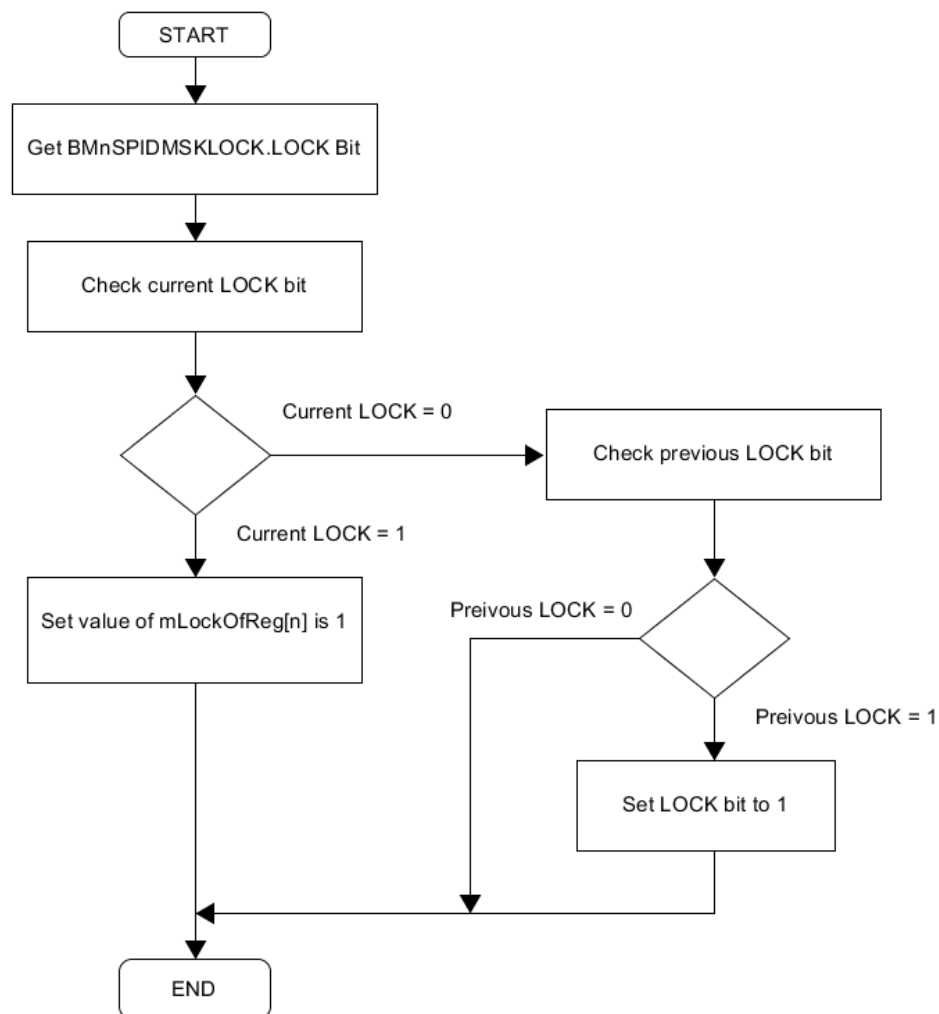 START
Get BMnSPIDMSKLOCK.LOCK Bit
Check current LOCK bit
Current LOCK = 0
Check previous LOCK bit
Current LOCK = 1
Set value of mLockOfReg[n] is 1
Preivous LOCK = 0
Preivous LOCK = 1
Set LOCK bit to 1
END